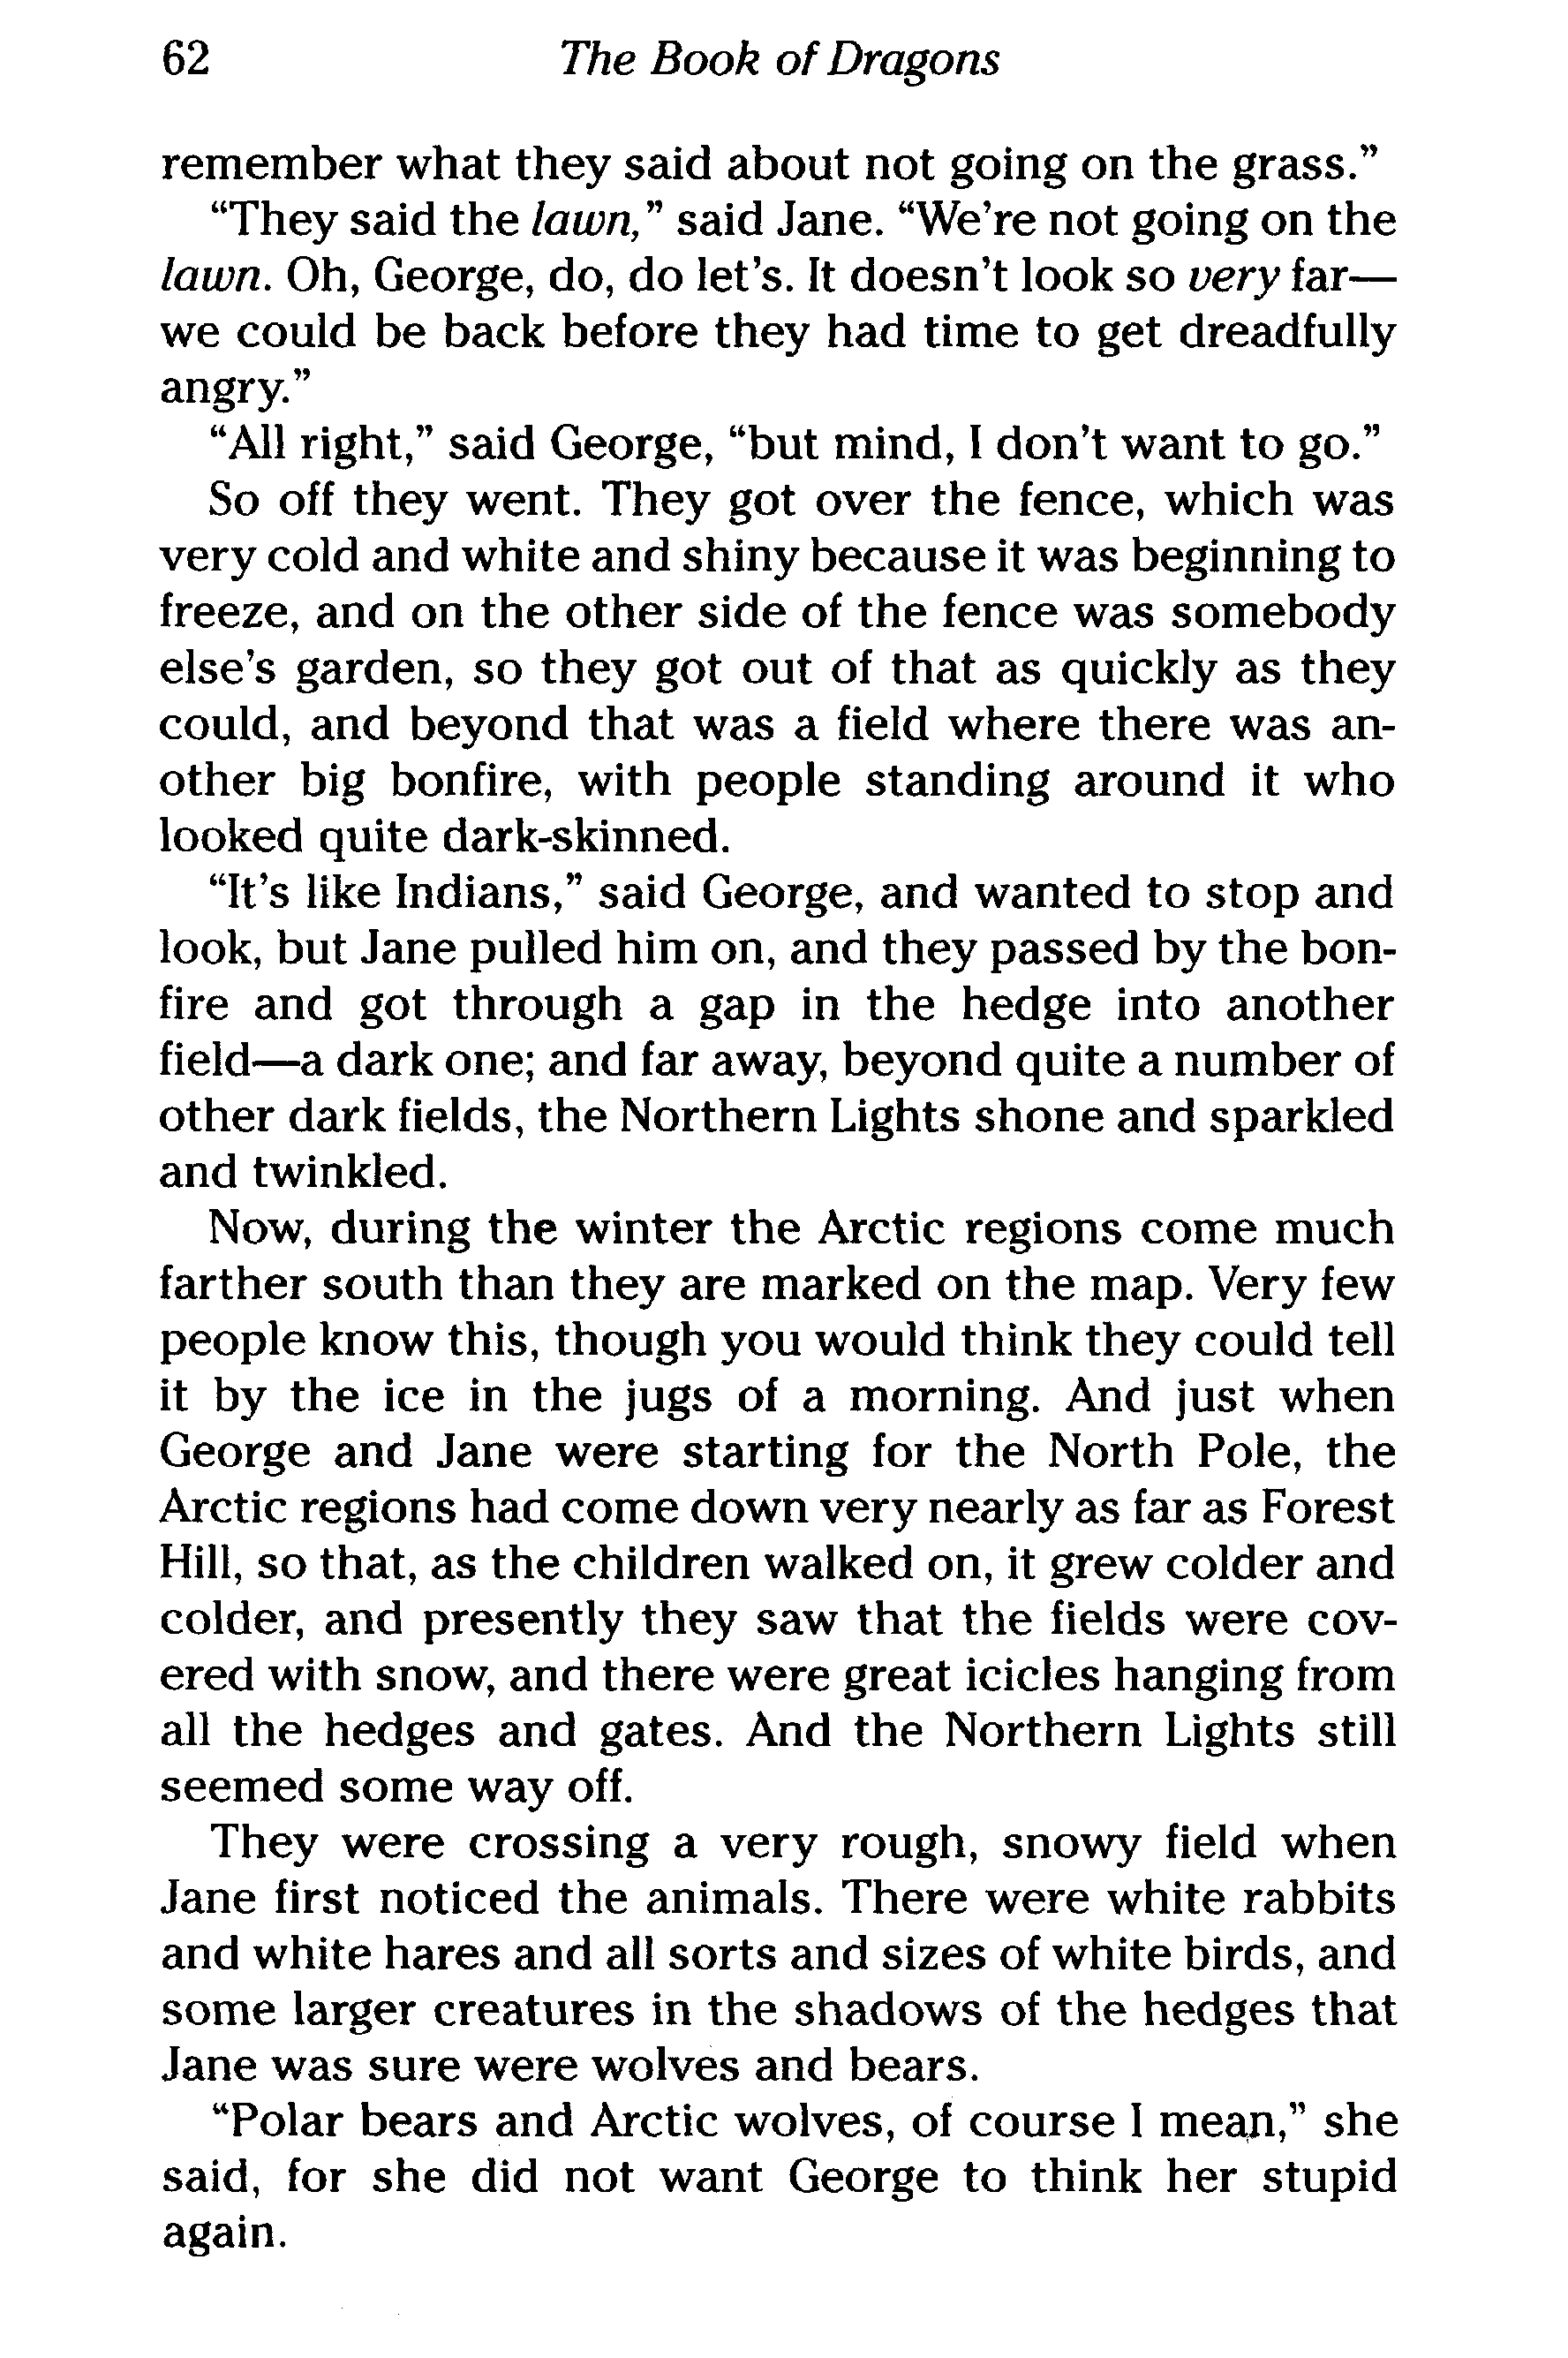 62 The Book of Dragons
remember what they said about not going on the grass.”
“They said the lawn,” said Jane. “We’re not going on the
lawn. Oh, George, do, do let’s. It doesn’t look so very far—
we could be back before they had time to get dreadfully
angry.”
“All right,” said George, “but mind, I don’t want to go.”
So off they went. They got over the fence, which was
very cold and white and shiny because it was beginning to
freeze, and on the other side of the fence was somebody
else’s garden, so they got out of that as quickly as they
could, and beyond that was a field where there was an-
other big bonfire, with people standing around it who
looked quite dark-skinned.
“It’s like Indians,” said George, and wanted to stop and
look, but Jane pulled him on, and they passed by the bon-
fire and got through a gap in the hedge into another
field—a dark one; and far away, beyond quite a number of
other dark fields, the Northern Lights shone and sparkled
and twinkled.
Now, during the winter the Arctic regions come much
farther south than they are marked on the map. Very few
people know this, though you would think they could tell
it by the ice in the jugs of a morning. And just when
George and Jane were starting for the North Pole, the
Arctic regions had come down very nearly as far as Forest
Hill, so that, as the children walked on, it grew colder and
colder, and presently they saw that the fields were cov-
ered with snow, and there were great icicles hanging from
all the hedges and gates. And the Northern Lights still
seemed some way off.
They were crossing a very rough, snowy field when
Jane first noticed the animals. There were white rabbits
and white hares and all sorts and sizes of white birds, and
some larger creatures in the shadows of the hedges that
Jane was sure were wolves and bears.
“Polar bears and Arctic wolves, of course I mean,” she
said, for she did not want George to think her stupid
again.